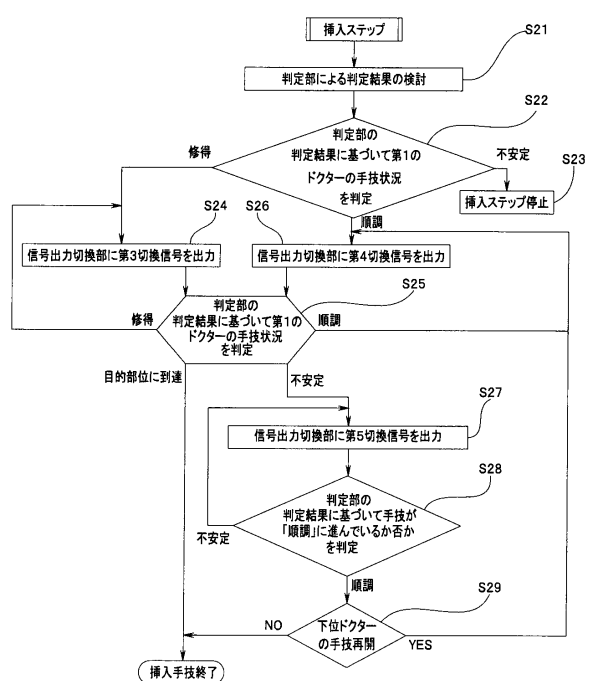 挿入ステップ
S21
判定部による判定結果の検討
S22
判定部の
判定結果に基づいて第1の
ドクターの手技状況
を判定
修得
不安定
S23
挿入ステップ停止
順調
S24
信号出力切換部に第3切換信号を出力
S26
信号出力切換部に第4切換信号を出力
S25
判定部の
判定結果に基づいて第1の
ドクターの手技状況
を判定
修得
順調
目的部位に到達
不安定
S27
信号出力切換部に第5切換信号を出力
S28
判定部の
判定結果に基づいて手技が
「順調」に進んでいるか否か
を判定
不安定
順調
S29
下位ドクター
の手技再開
NO
YES
挿入手技終了